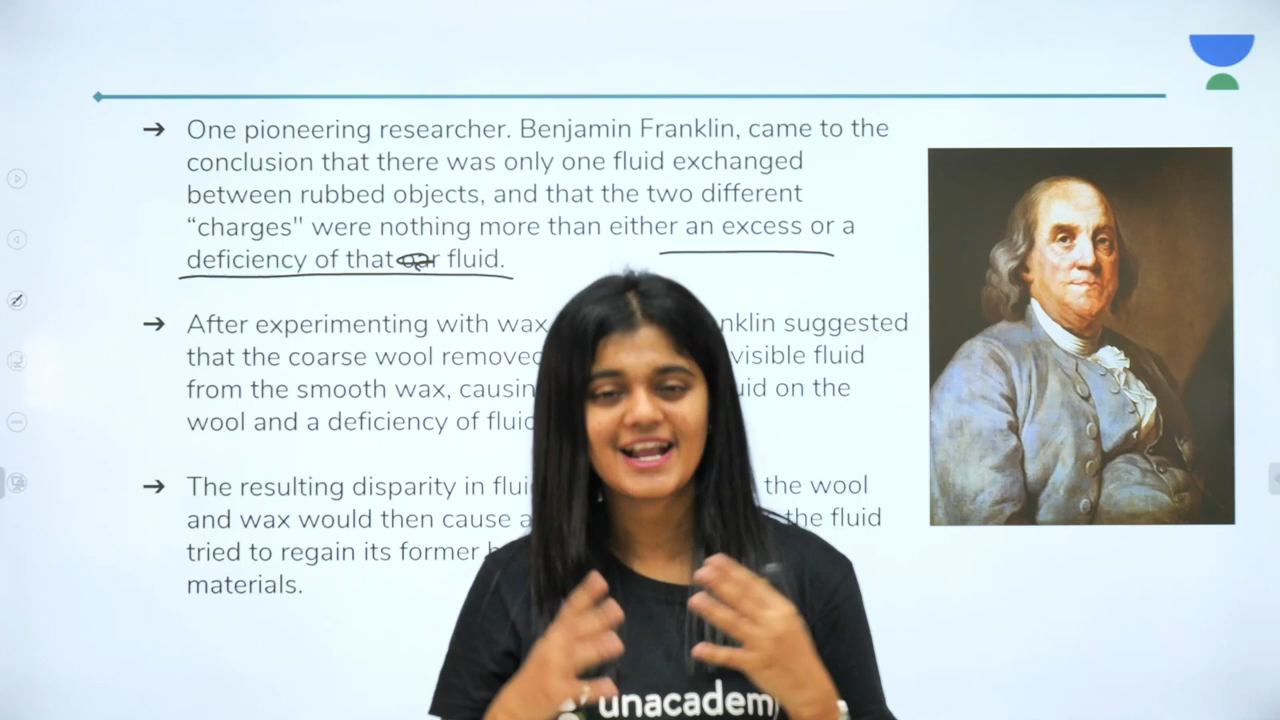 One pioneering researcher. Benjamin Franklin, came to the
conclusion that there was only one fluid exchanged
between rubbed objects, and that the two different
“charges" were nothing more than either an excess or a
deficiency of that fluid.
After experimenting with wax nklin suggested
that the coarse wool removed visible fluid
from the smooth wax, causin uid on the
wool and a deficiency of fluid
The resulting disparity in flui the wool
and wax would then cause a the fluid
tried to regain its former
materials.
unacadem